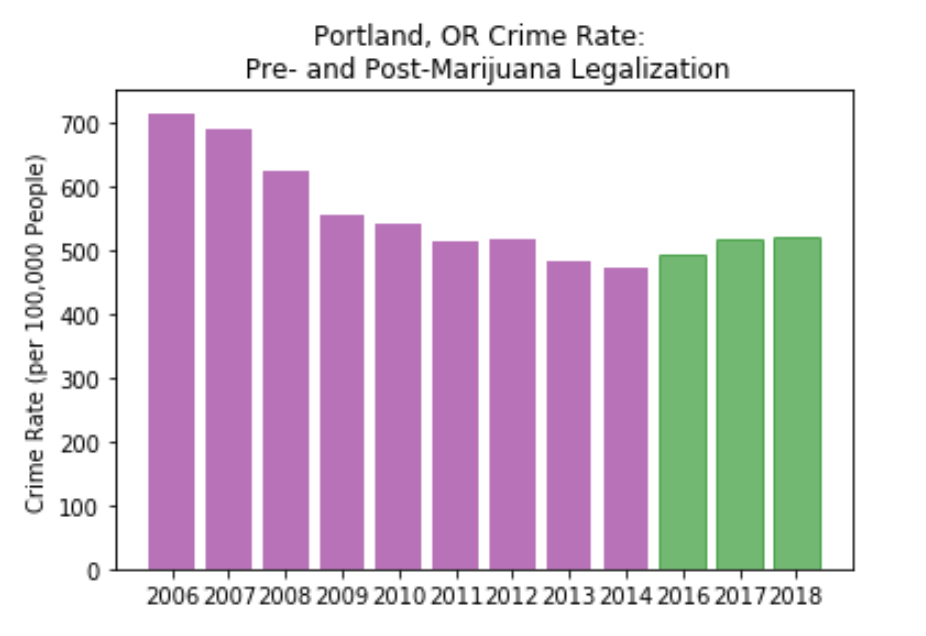 Portland, OR Crime Rate:
Pre- and Post-Marijuana Legalization
Crime Rate (per 100,000 People)
700
600
500
400
300
200
100
0
2006 2007 2008 2009 2010 2011 2012 2013 2014 2016 2017 2018